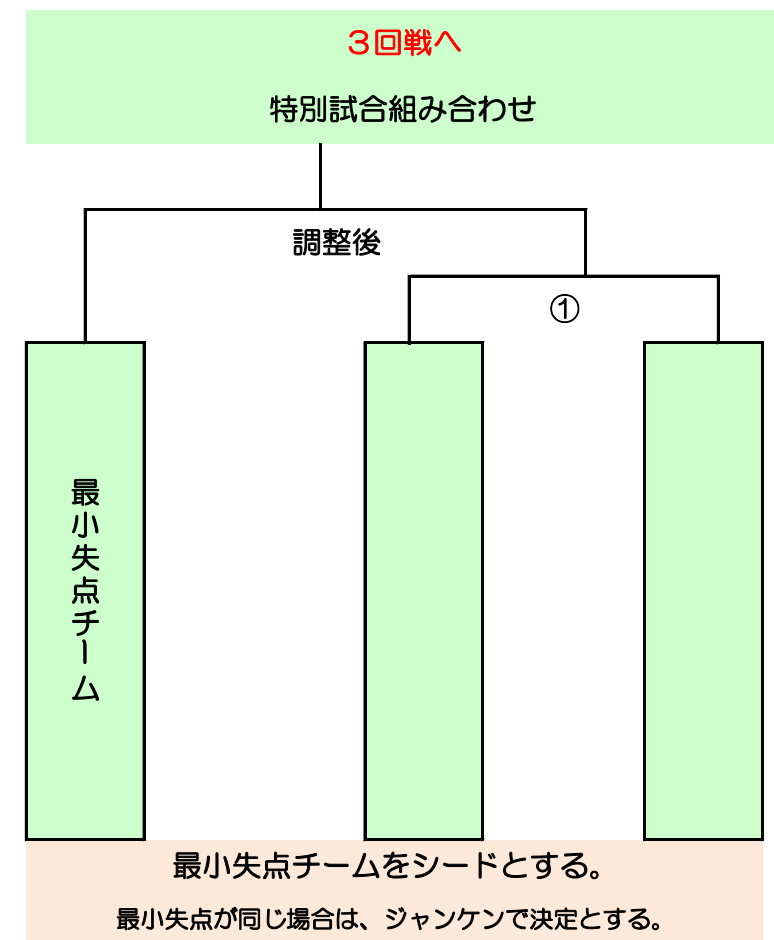 ３回戦へ
特別試合組み合わせ
調整後
①
最小失点チーム
最小失点チームをシードとする。
最小失点が同じ場合は、ジャンケンで決定とする。